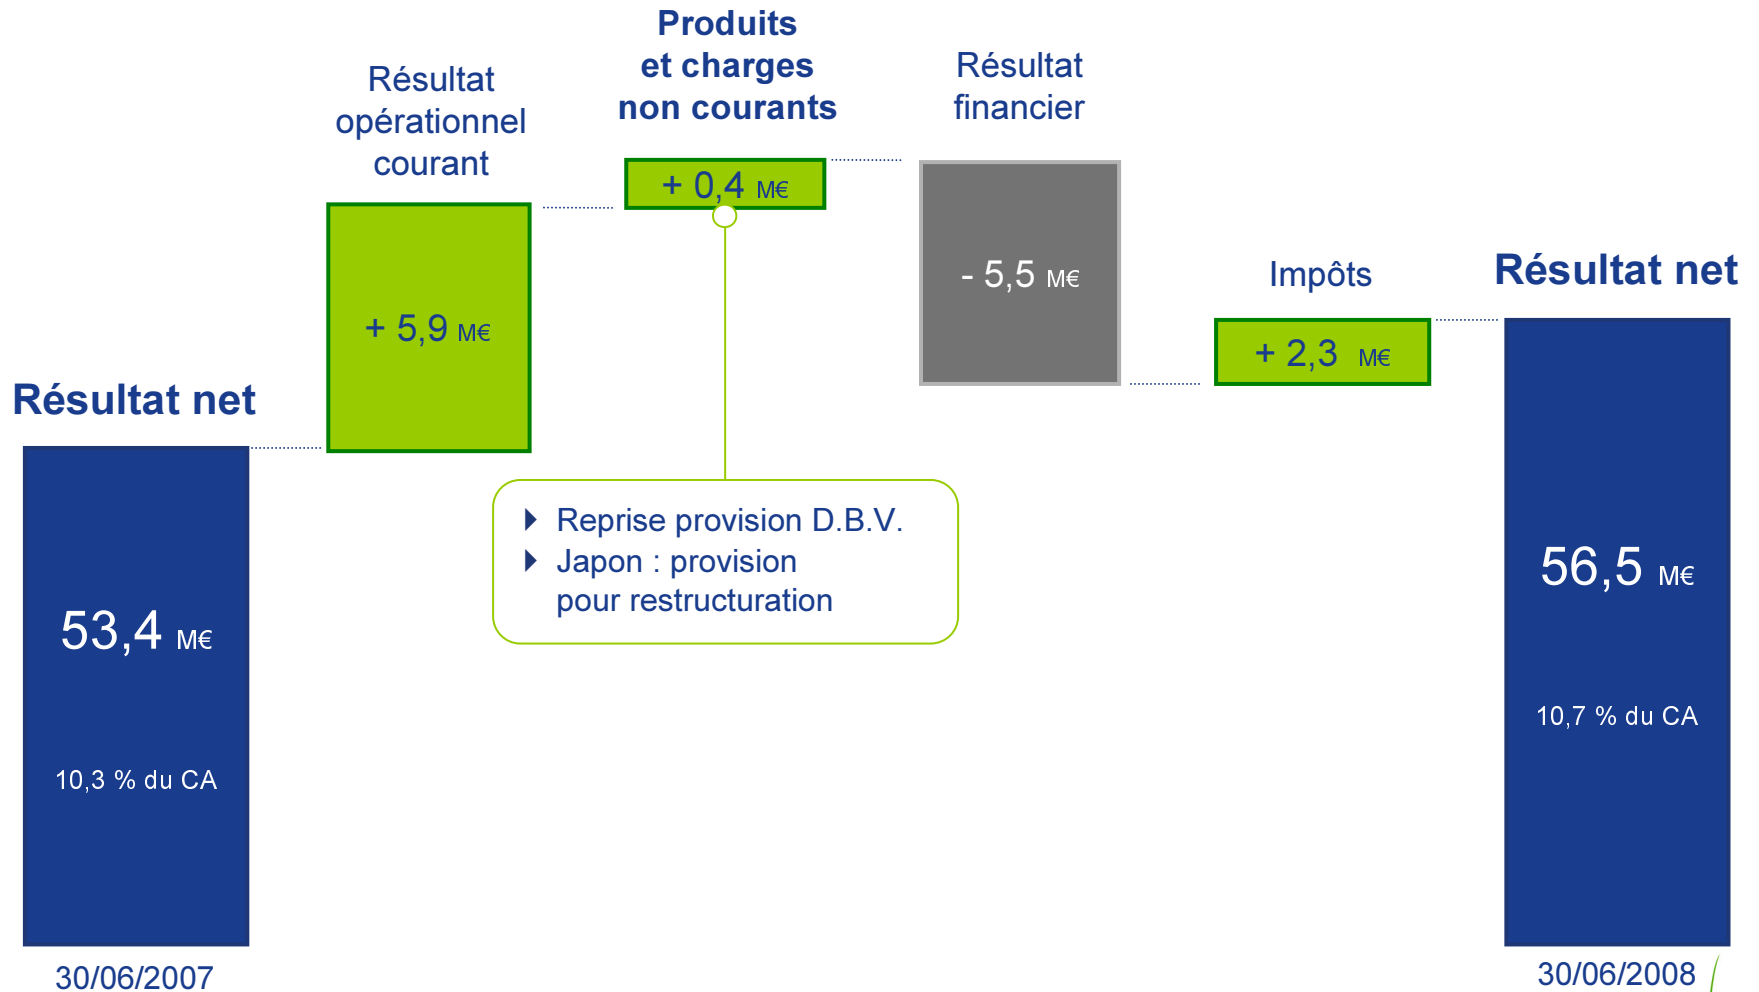 Résultat net
53,4 M€
10,3 % du CA
30/06/2007
Résultat
opérationnel
courant
+ 5,9 M€
Produits
et charges
non courants
+ 0,4 M€
Reprise provision D.B.V.
Japon : provision
pour restructuration
Résultat
financier
- 5,5 M€
Impôts
+ 2,3 M€
Résultat net
56,5 M€
10,7 % du CA
30/06/2008